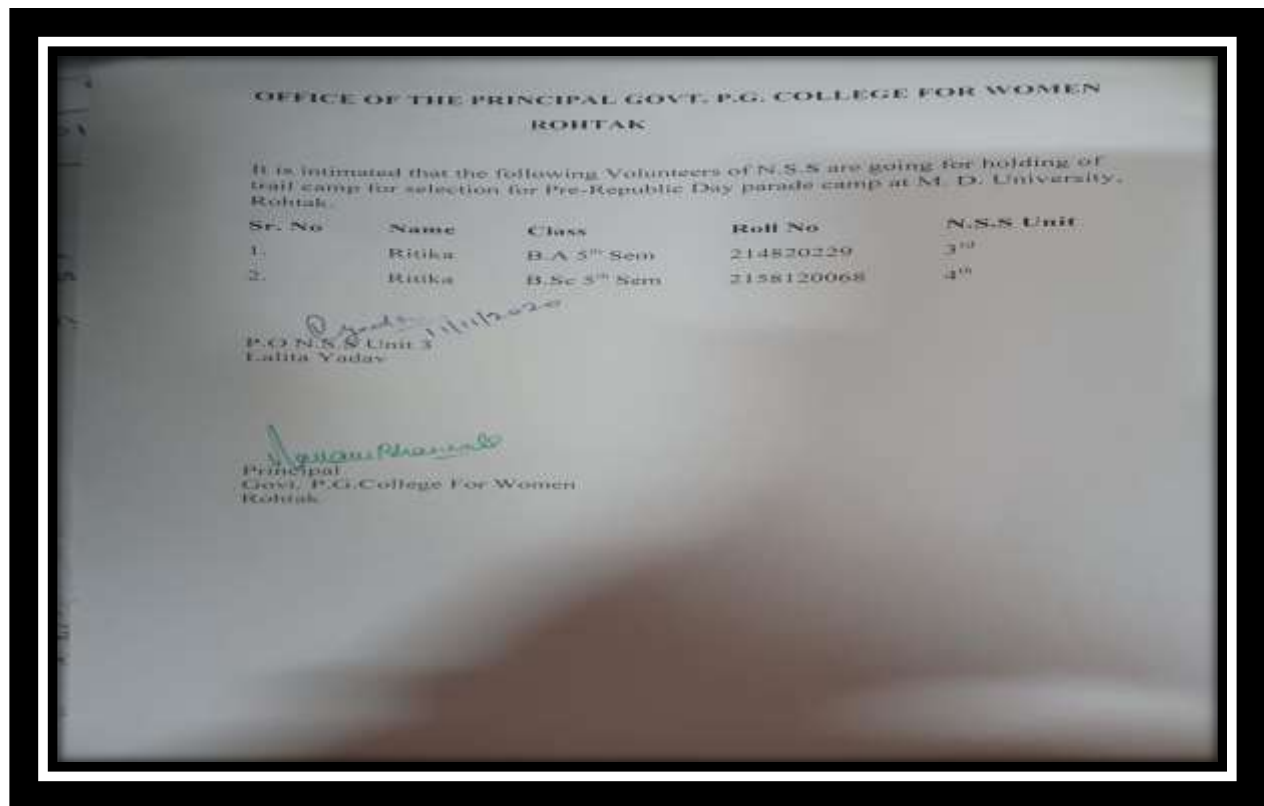 OFFICE OF THE PRINCIPAL GOVT. P.G. COLLEGE FOR WOMEN
ROHTAK
It is intimated that the following Volunteers of N.S.S are going for holding of
trail camp for selection for Pre-Republic Day parade camp at M. D. University,
Rohtak.
Sr. No Name Class Roll No N.S.S Unit
1. Ritika B.A 5th Sem 214820229 3rd
2. Ritika B.Sc 5th Sem 2158120068 4th
11/11/2020
P.O N.S.S Unit 3
Lalita Yadav
Principal
Govt. P.G.College For Women
Rohtak